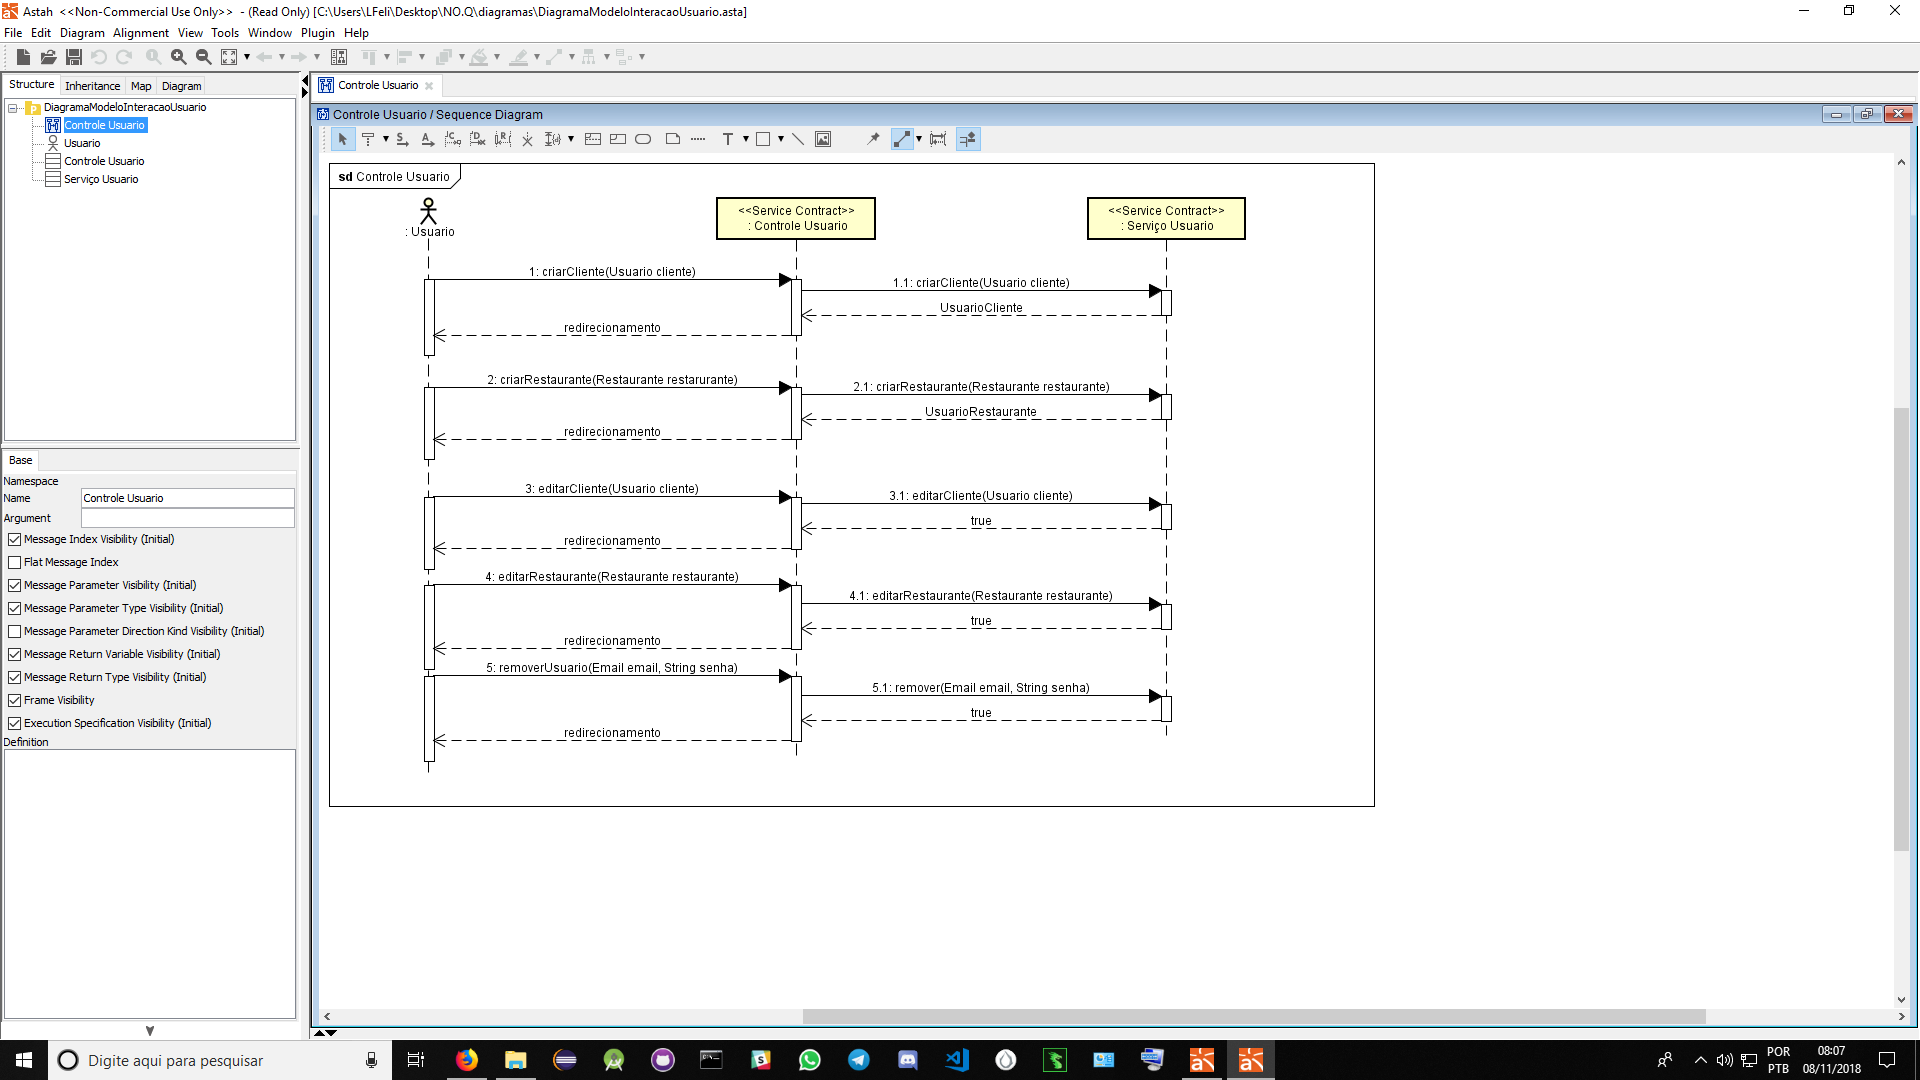 Astah <<Non-Commercial Use Only>> - (Read Only) [C:\Users\LFeli\Desktop\NO.Q\diagramas\DiagramaModeloInteracaoUsuario.asta]
File Edit Diagram Alignment View Tools Window Plugin Help
Structure Inheritance Map Diagram
DiagramaModeloInteracaoUsuario
Controle Usuario
Usuario
Controle Usuario
Serviço Usuario
Base
Namespace
Name Controle Usuario
Argument
Message Index Visibility (Initial)
Flat Message Index
Message Parameter Visibility (Initial)
Message Parameter Type Visibility (Initial)
Message Parameter Direction Kind Visibility (Initial)
Message Return Variable Visibility (Initial)
Message Return Type Visibility (Initial)
Frame Visibility
Execution Specification Visibility (Initial)
Definition
Controle Usuario
Controle Usuario / Sequence Diagram
sd Controle Usuario
: Usuario
<<Service Contract>>
: Controle Usuario
<<Service Contract>>
: Serviço Usuario
1: criarCliente(Usuario cliente)
1.1: criarCliente(Usuario cliente)
UsuarioCliente
redirecionamento
2: criarRestaurante(Restaurante restarurante)
2.1: criarRestaurante(Restaurante restaurante)
UsuarioRestaurante
redirecionamento
3: editarCliente(Usuario cliente)
3.1: editarCliente(Usuario cliente)
true
redirecionamento
4: editarRestaurante(Restaurante restaurante)
4.1: editarRestaurante(Restaurante restaurante)
true
redirecionamento
5: removerUsuario(Email email, String senha)
5.1: remover(Email email, String senha)
true
redirecionamento
Digite aqui para pesquisar
POR
PTB
08:07
08/11/2018